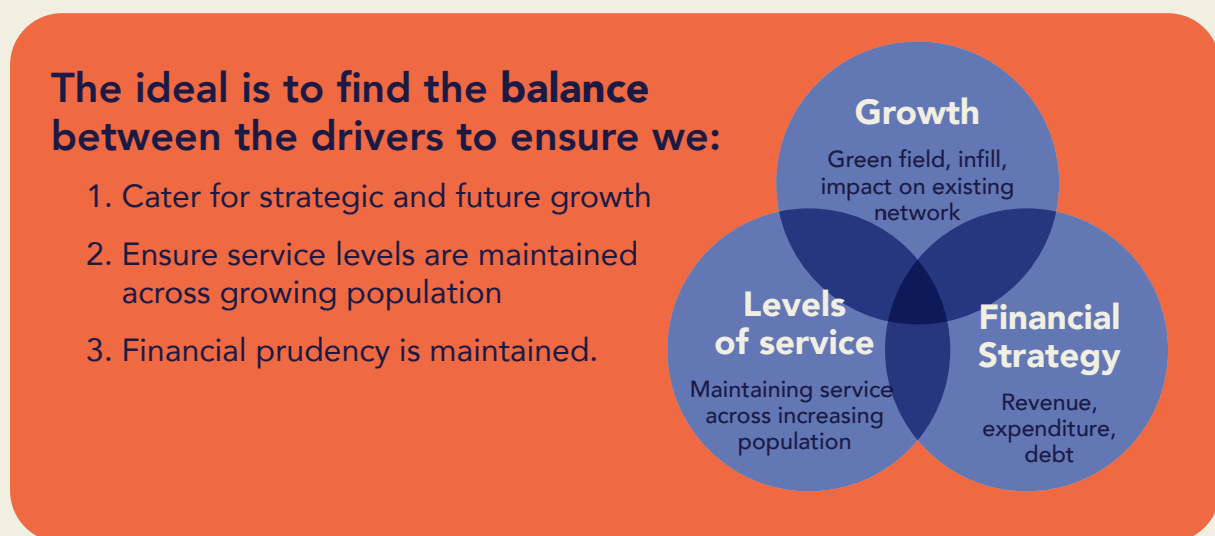 The ideal is to find the balance
between the drivers to ensure we:
1. Cater for strategic and future growth
2. Ensure service levels are maintained
across growing population
3. Financial prudency is maintained.
Growth
Green field, infill,
impact on existing
network
Levels
of service
Maintaining service
across increasing
population
Financial
Strategy
Revenue,
expenditure,
debt